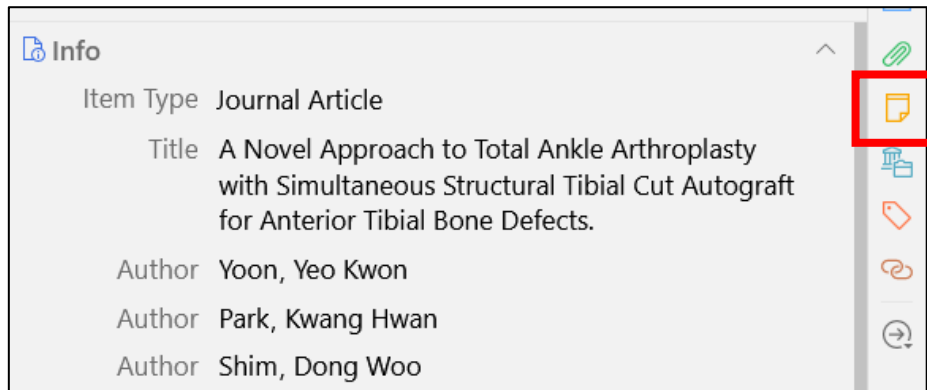 Info
Item Type Journal Article
Title A Novel Approach to Total Ankle Arthroplasty
with Simultaneous Structural Tibial Cut Autograft
for Anterior Tibial Bone Defects.
Author Yoon, Yeo Kwon
Author Park, Kwang Hwan
Author Shim, Dong Woo